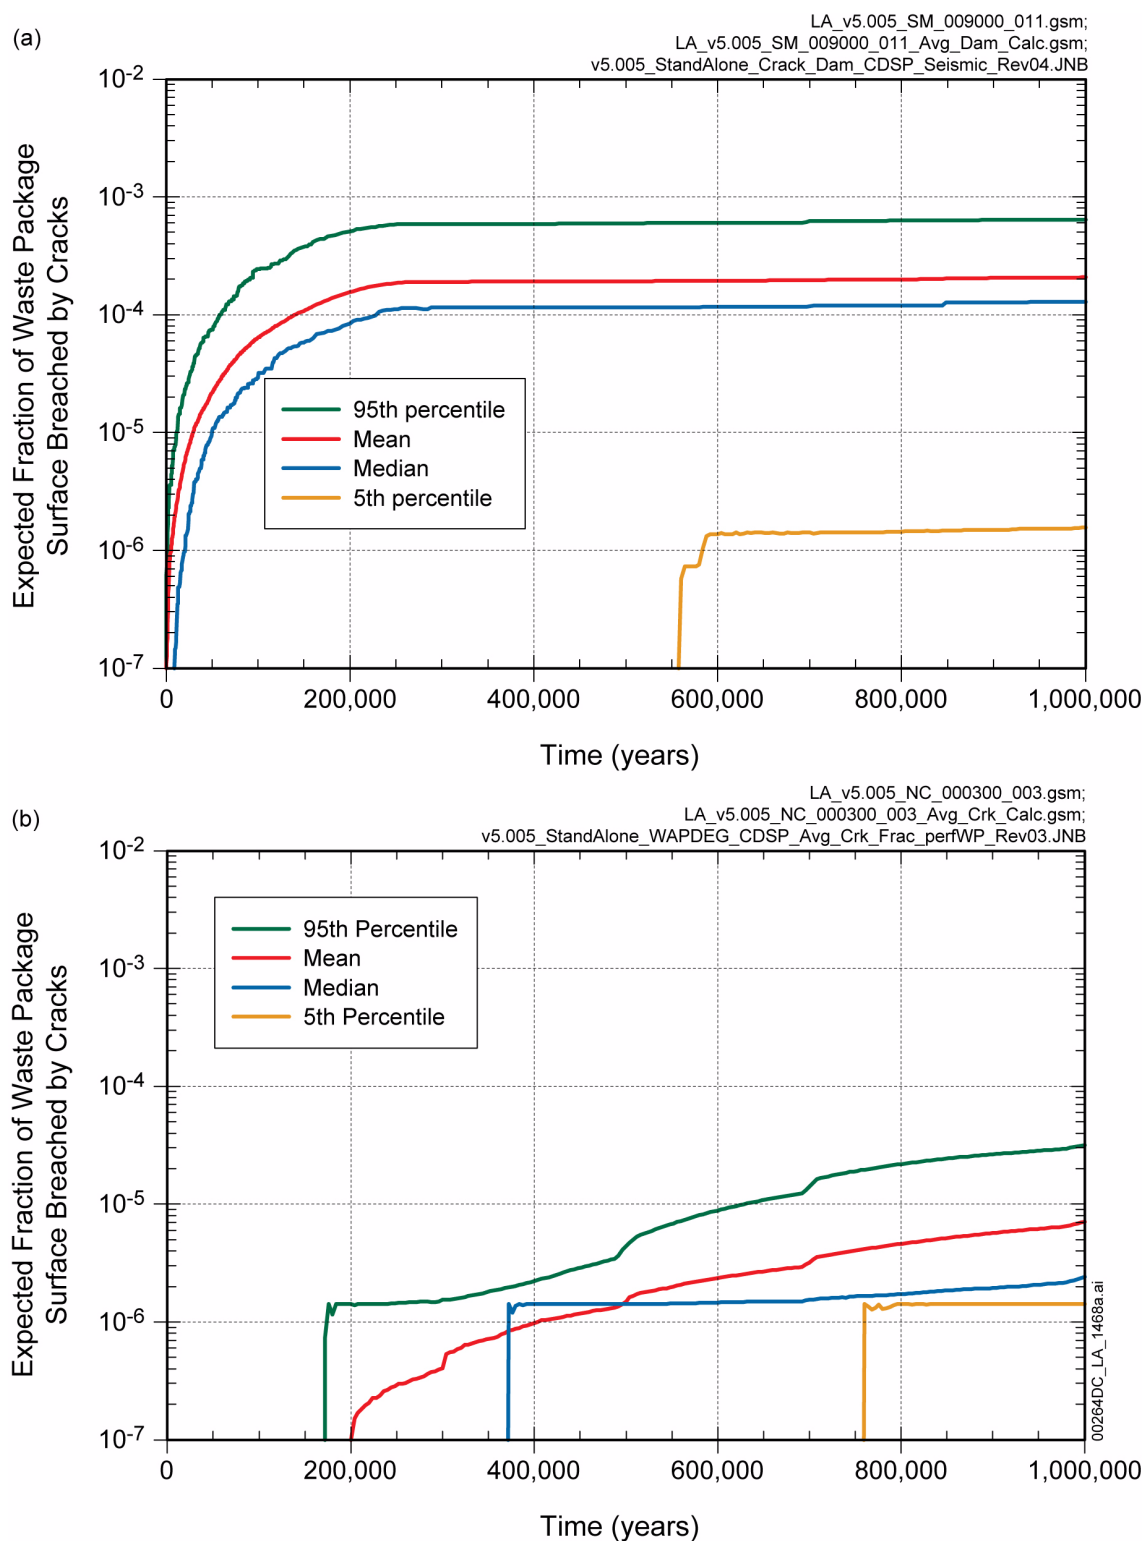 (a)
LA_v5.005_SM_009000_011.gsm;
LA_v5.005_SM_009000_011_Avg_Dam_Calc.gsm;
v5.005_StandAlone_Crack_Dam_CDSP_Seismic_Rev04.JNB
Expected Fraction of Waste Package
Surface Breached by Cracks
10-2
10-3
10-4
10-5
10-6
10-7
95th percentile
Mean
Median
5th percentile
0
200,000
400,000
600,000
800,000
1,000,000
Time (years)
(b)
LA_v5.005_NC_000300_003.gsm;
LA_v5.005_NC_000300_003_Avg_Crk_Calc.gsm;
v5.005_StandAlone_WAPDEG_CDSP_Avg_Crk_Frac_perfWP_Rev03.JNB
Expected Fraction of Waste Package
Surface Breached by Cracks
10-2
10-3
10-4
10-5
10-6
10-7
95th Percentile
Mean
Median
5th Percentile
0
200,000
400,000
600,000
800,000
1,000,000
Time (years)
00264DC_LA_1468a.ai